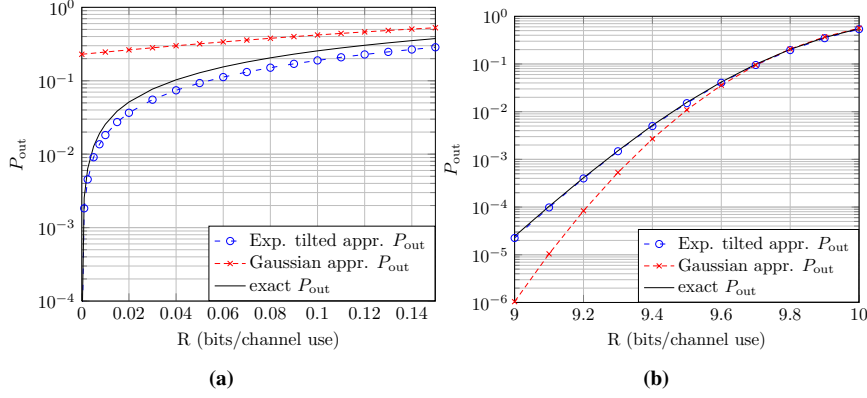 10^0
10^-1
10^-2
10^-3
10^-4
P_out
0
0.02
0.04
0.06
0.08
0.1
0.12
0.14
R (bits/channel use)
Exp. tilted appr. P_out
Gaussian appr. P_out
exact P_out
(a)
10^0
10^-1
10^-2
10^-3
10^-4
10^-5
10^-6
P_out
9
9.2
9.4
9.6
9.8
10
R (bits/channel use)
Exp. tilted appr. P_out
Gaussian appr. P_out
exact P_out
(b)